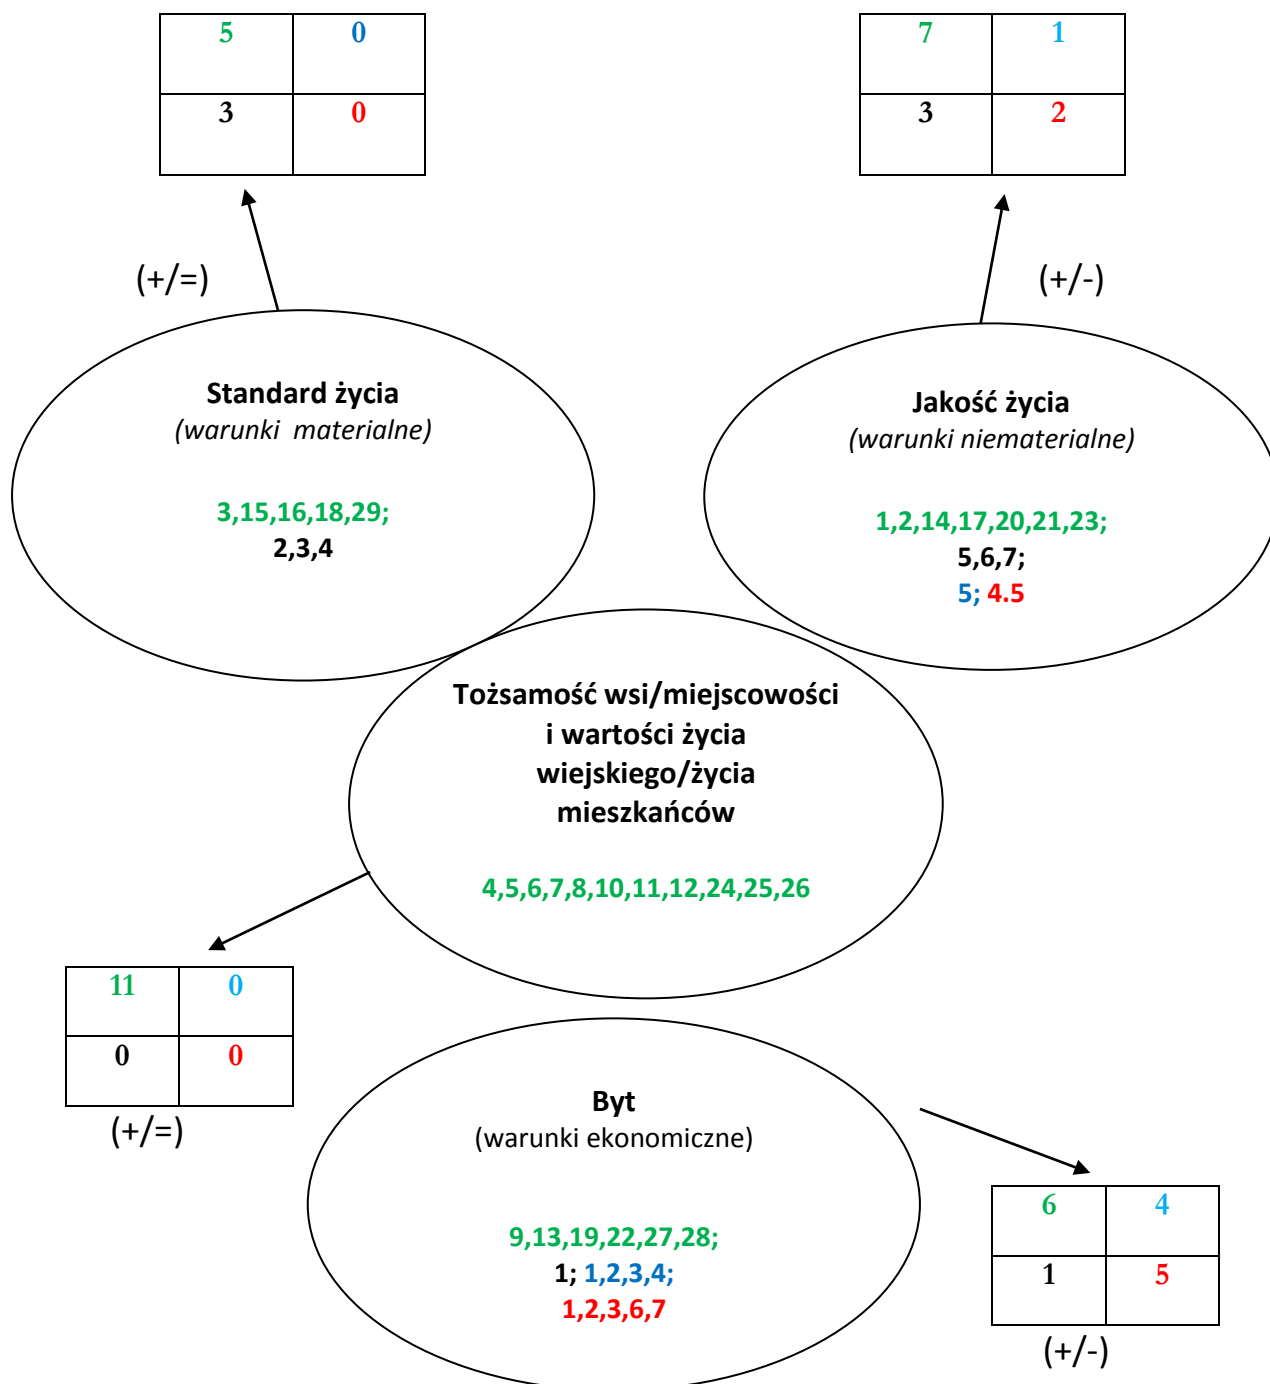 5 0
3 0
7 1
3 2
(+/=)
(+/-)
Standard życia
(warunki materialne)
3,15,16,18,29;
2,3,4
Jakość życia
(warunki niematerialne)
1,2,14,17,20,21,23;
5,6,7;
5; 4.5
Tożsamość wsi/miejscowości
i wartości życia
wiejskiego/życia
mieszkańców
4,5,6,7,8,10,11,12,24,25,26
11 0
0 0
(+/=)
Byt
(warunki ekonomiczne)
9,13,19,22,27,28;
1; 1,2,3,4;
1,2,3,6,7
6 4
1 5
(+/-)